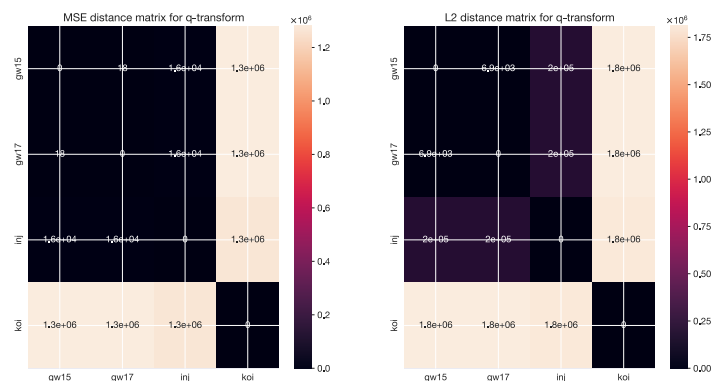 MSE distance matrix for q-transform
×10⁶
gw15
0
18
1.6e+04
1.3e+06
gw17
18
0
1.6e+04
1.3e+06
inj
1.6e+04
1.6e+04
0
1.3e+06
koi
1.3e+06
1.3e+06
1.3e+06
0
gw15
gw17
inj
koi
1.2
1.0
0.8
0.6
0.4
0.2
0.0
L2 distance matrix for q-transform
×10⁶
gw15
0
6.9e+03
2e+05
1.8e+06
gw17
6.9e+03
0
2e+05
1.8e+06
inj
2e+05
2e+05
0
1.8e+06
koi
1.8e+06
1.8e+06
1.8e+06
0
gw15
gw17
inj
koi
1.75
1.50
1.25
1.00
0.75
0.50
0.25
0.00